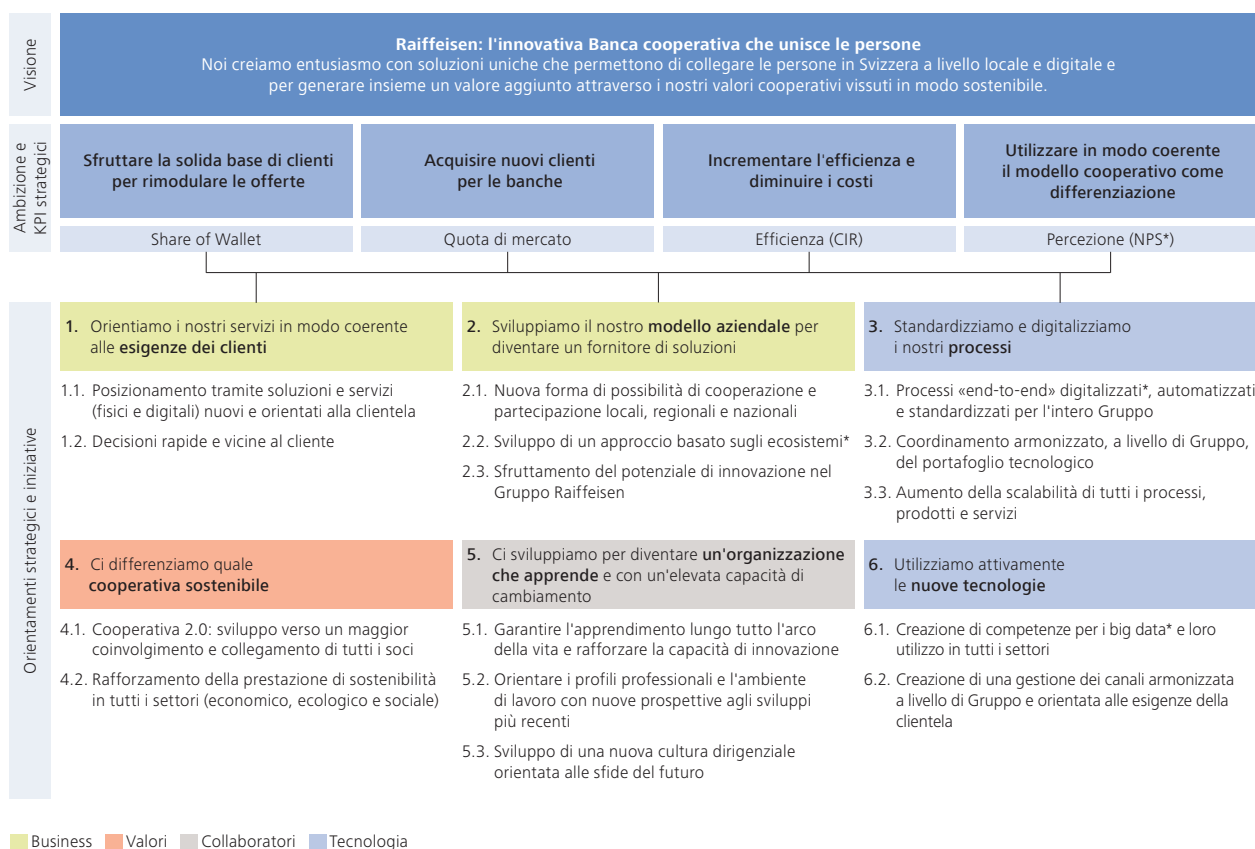 Visione
Raiffeisen: l'innovativa Banca cooperativa che unisce le persone
Noi creiamo entusiasmo con soluzioni uniche che permettono di collegare le persone in Svizzera a livello locale e digitale e
per generare insieme un valore aggiunto attraverso i nostri valori cooperativi vissuti in modo sostenibile.
Ambizione e
KPI strategici
Sfruttare la solida base di clienti
per rimodulare le offerte
Share of Wallet
Acquisire nuovi clienti
per le banche
Quota di mercato
Incrementare l'efficienza e
diminuire i costi
Efficienza (CIR)
Utilizzare in modo coerente
il modello cooperativo come
differenziazione
Percezione (NPS*)
Orientamenti strategici e iniziative
1. Orientiamo i nostri servizi in modo coerente
alle esigenze dei clienti
1.1. Posizionamento tramite soluzioni e servizi
(fisici e digitali) nuovi e orientati alla clientela
1.2. Decisioni rapide e vicine al cliente
2. Sviluppiamo il nostro modello aziendale per
diventare un fornitore di soluzioni
2.1. Nuova forma di possibilità di cooperazione e
partecipazione locali, regionali e nazionali
2.2. Sviluppo di un approccio basato sugli ecosistemi*
2.3. Sfruttamento del potenziale di innovazione nel
Gruppo Raiffeisen
3. Standardizziamo e digitalizziamo
i nostri processi
3.1. Processi «end-to-end» digitalizzati*, automatizzati
e standardizzati per l'intero Gruppo
3.2. Coordinamento armonizzato, a livello di Gruppo,
del portafoglio tecnologico
3.3. Aumento della scalabilità di tutti i processi,
prodotti e servizi
4. Ci differenziamo quale
cooperativa sostenibile
4.1. Cooperativa 2.0: sviluppo verso un maggior
coinvolgimento e collegamento di tutti i soci
4.2. Rafforzamento della prestazione di sostenibilità
in tutti i settori (economico, ecologico e sociale)
5. Ci sviluppiamo per diventare un'organizzazione
che apprende e con un'elevata capacità di
cambiamento
5.1. Garantire l'apprendimento lungo tutto l'arco
della vita e rafforzare la capacità di innovazione
5.2. Orientare i profili professionali e l'ambiente
di lavoro con nuove prospettive agli sviluppi
più recenti
5.3. Sviluppo di una nuova cultura dirigenziale
orientata alle sfide del futuro
6. Utilizziamo attivamente
le nuove tecnologie
6.1. Creazione di competenze per i big data* e loro
utilizzo in tutti i settori
6.2. Creazione di una gestione dei canali armonizzata
a livello di Gruppo e orientata alle esigenze della
clientela
Business Valori Collaboratori Tecnologia